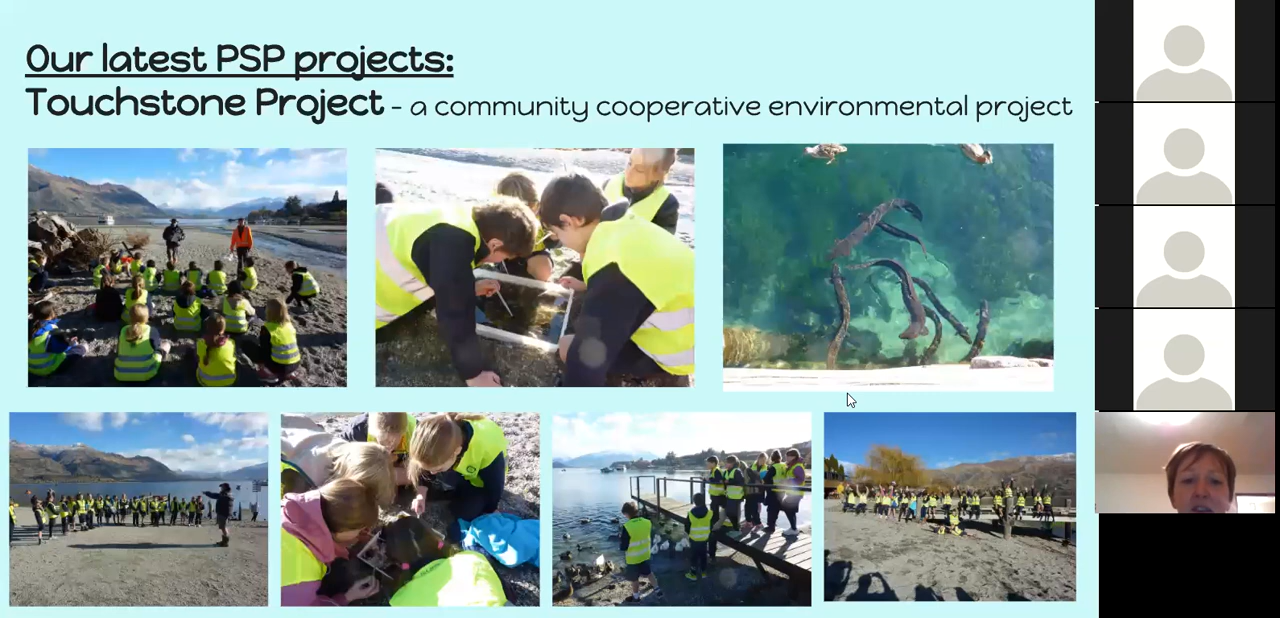 Our latest PSP projects:
Touchstone Project - a community cooperative environmental project